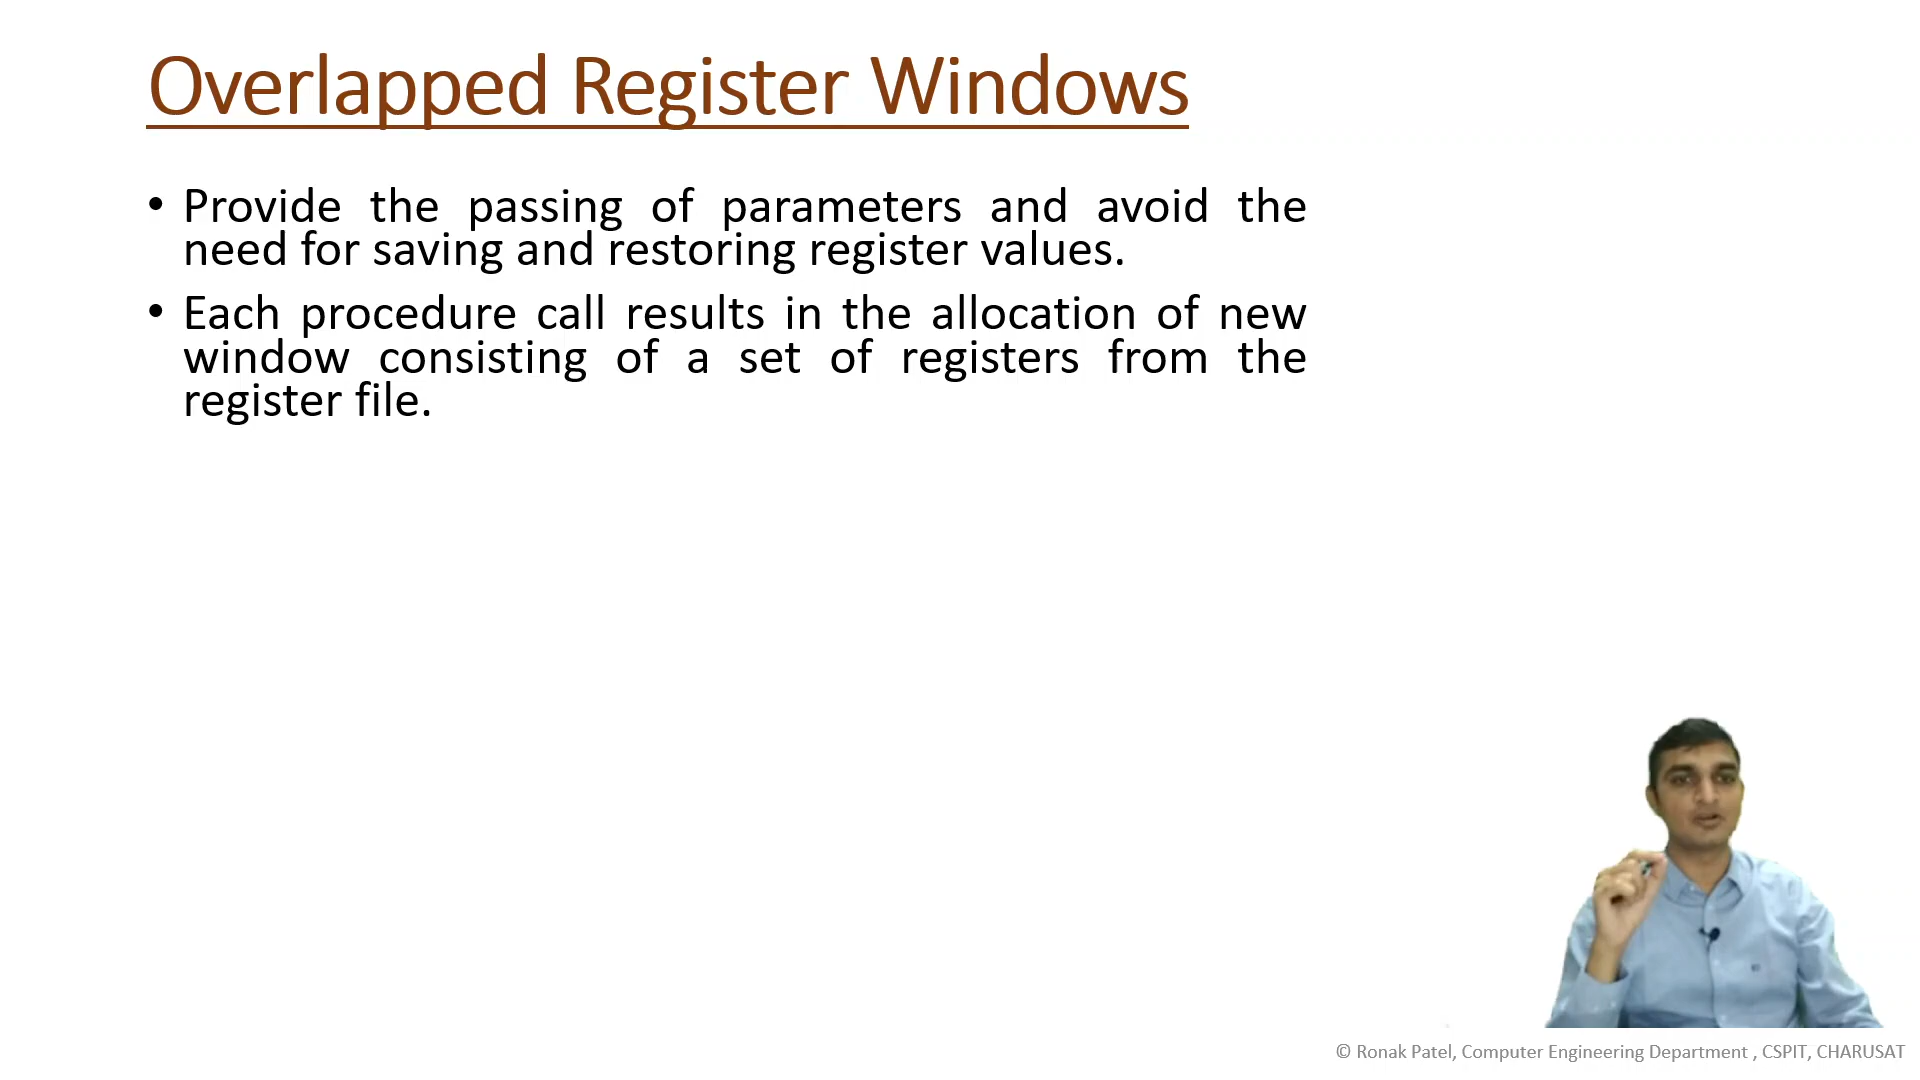 Overlapped Register Windows
• Provide the passing of parameters and avoid the
need for saving and restoring register values.
• Each procedure call results in the allocation of new
window consisting of a set of registers from the
register file.
© Ronak Patel, Computer Engineering Department , CSPIT, CHARUSAT